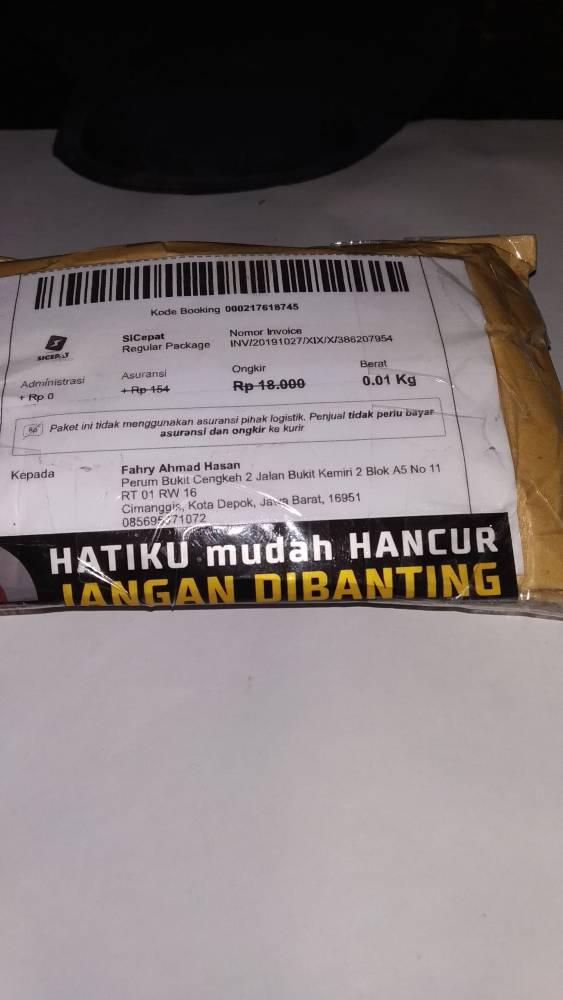 Kode Booking 000217618745
SICEPAT
SICepat
Regular Package
Nomor Invoice
INV/20191027/XIX/X/386207954
Administrasi
+ Rp 0
Asuransi
+ Rp 154
Ongkir
Rp 18.000
Berat
0.01 Kg
Paket ini tidak menggunakan asuransi pihak logistik. Penjual tidak perlu bayar
asuransi dan ongkir ke kurir
Kepada
Fahry Ahmad Hasan
Perum Bukit Cengkeh 2 Jalan Bukit Kemiri 2 Blok A5 No 11
RT 01 RW 16
Cimanggis, Kota Depok, Jawa Barat, 16951
HATIKU mudah HANCUR
JANGAN DIBANTING